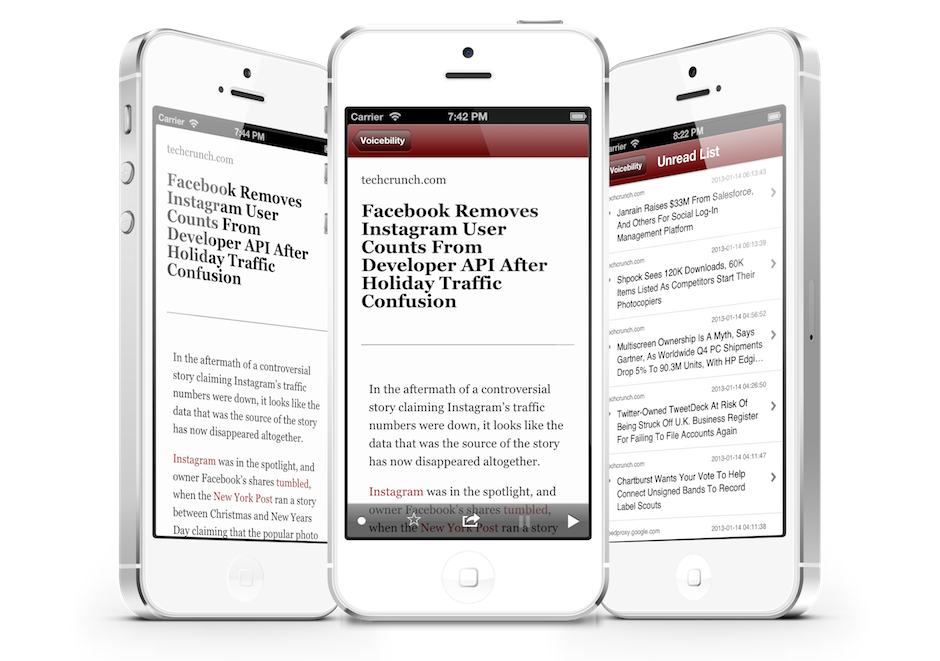 Carrier
7:44 PM
techcrunch.com
Facebook Removes
Instagram User
Counts From
Developer API After
Holiday Traffic
Confusion
In the aftermath of a controversial
story claiming Instagram's traffic
numbers were down, it looks like the
data that was the source of the story
has now disappeared altogether.
Instagram was in the spotlight, and
owner Facebook's shares tumbled,
when the New York Post ran a story
between Christmas and New Years
Day claiming that the popular photo
Carrier 7:42 PM
Voicebility
techcrunch.com
Facebook Removes
Instagram User
Counts From
Developer API After
Holiday Traffic
Confusion
In the aftermath of a controversial
story claiming Instagram's traffic
numbers were down, it looks like the
data that was the source of the story
has now disappeared altogether.
Instagram was in the spotlight, and
owner Facebook's shares tumbled,
when the New York Post ran a story
arrier 8:22 PM
Voicebility Unread List
echcrunch.com 2013-01-14 06:13:43
Janrain Raises $33M From Salesforce,
And Others For Social Log-In
Management Platform
echcrunch.com 2013-01-14 06:13:39
Shpock Sees 120K Downloads, 60K
Items Listed As Competitors Start Their
Photocopiers
echcrunch.com 2013-01-14 04:56:52
Multiscreen Ownership Is A Myth, Says
Gartner, As Worldwide Q4 PC Shipments
Drop 5% To 90.3M Units, With HP Edgi...
echcrunch.com 2013-01-14 04:26:50
Twitter-Owned TweetDeck At Risk Of
Being Struck Off U.K. Business Register
For Failing To File Accounts Again
echcrunch.com 2013-01-14 04:11:47
Chartburst Wants Your Vote To Help
Connect Unsigned Bands To Record
Label Scouts
eedproxy.google.com 2013-01-14 04:11:38